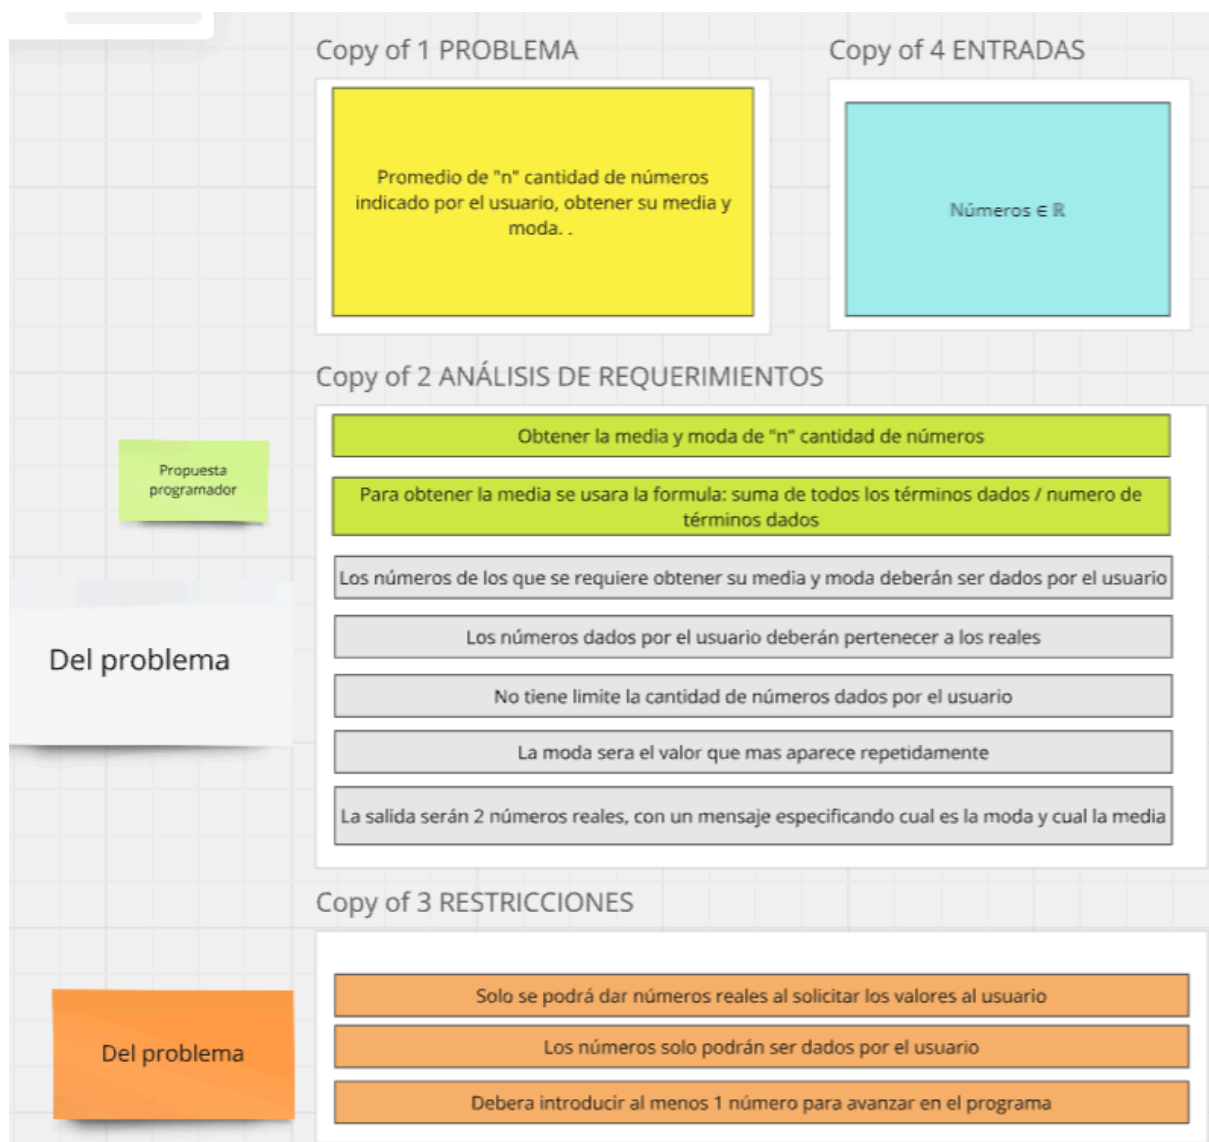 Copy of 1 PROBLEMA
Promedio de "n" cantidad de números
indicado por el usuario, obtener su media y
moda. .
Copy of 4 ENTRADAS
Números ∈ ℝ
Copy of 2 ANÁLISIS DE REQUERIMIENTOS
Propuesta
programador
Obtener la media y moda de "n" cantidad de números
Para obtener la media se usara la formula: suma de todos los términos dados / numero de
términos dados
Del problema
Los números de los que se requiere obtener su media y moda deberán ser dados por el usuario
Los números dados por el usuario deberán pertenecer a los reales
No tiene limite la cantidad de números dados por el usuario
La moda sera el valor que mas aparece repetidamente
La salida serán 2 números reales, con un mensaje especificando cual es la moda y cual la media
Copy of 3 RESTRICCIONES
Del problema
Solo se podrá dar números reales al solicitar los valores al usuario
Los números solo podrán ser dados por el usuario
Debera introducir al menos 1 número para avanzar en el programa